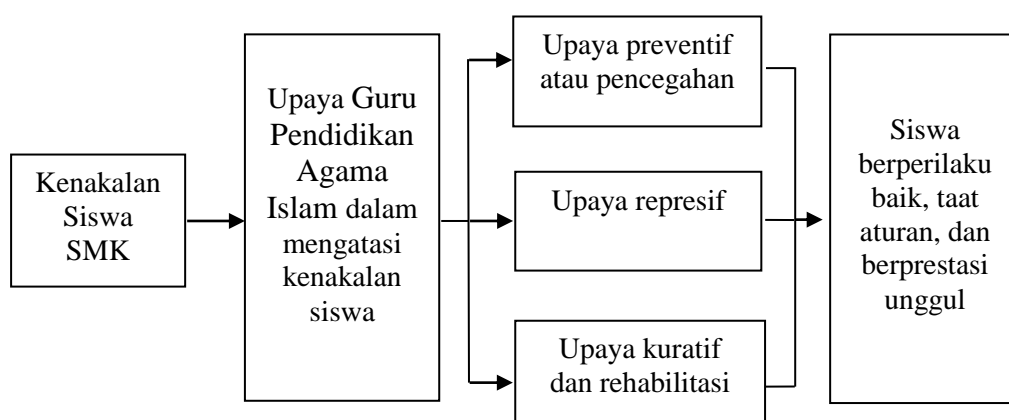 Kenakalan
Siswa
SMK
Upaya Guru
Pendidikan
Agama
Islam dalam
mengatasi
kenakalan
siswa
Upaya preventif
atau pencegahan
Upaya represif
Upaya kuratif
dan rehabilitasi
Siswa
berperilaku
baik, taat
aturan, dan
berprestasi
unggul